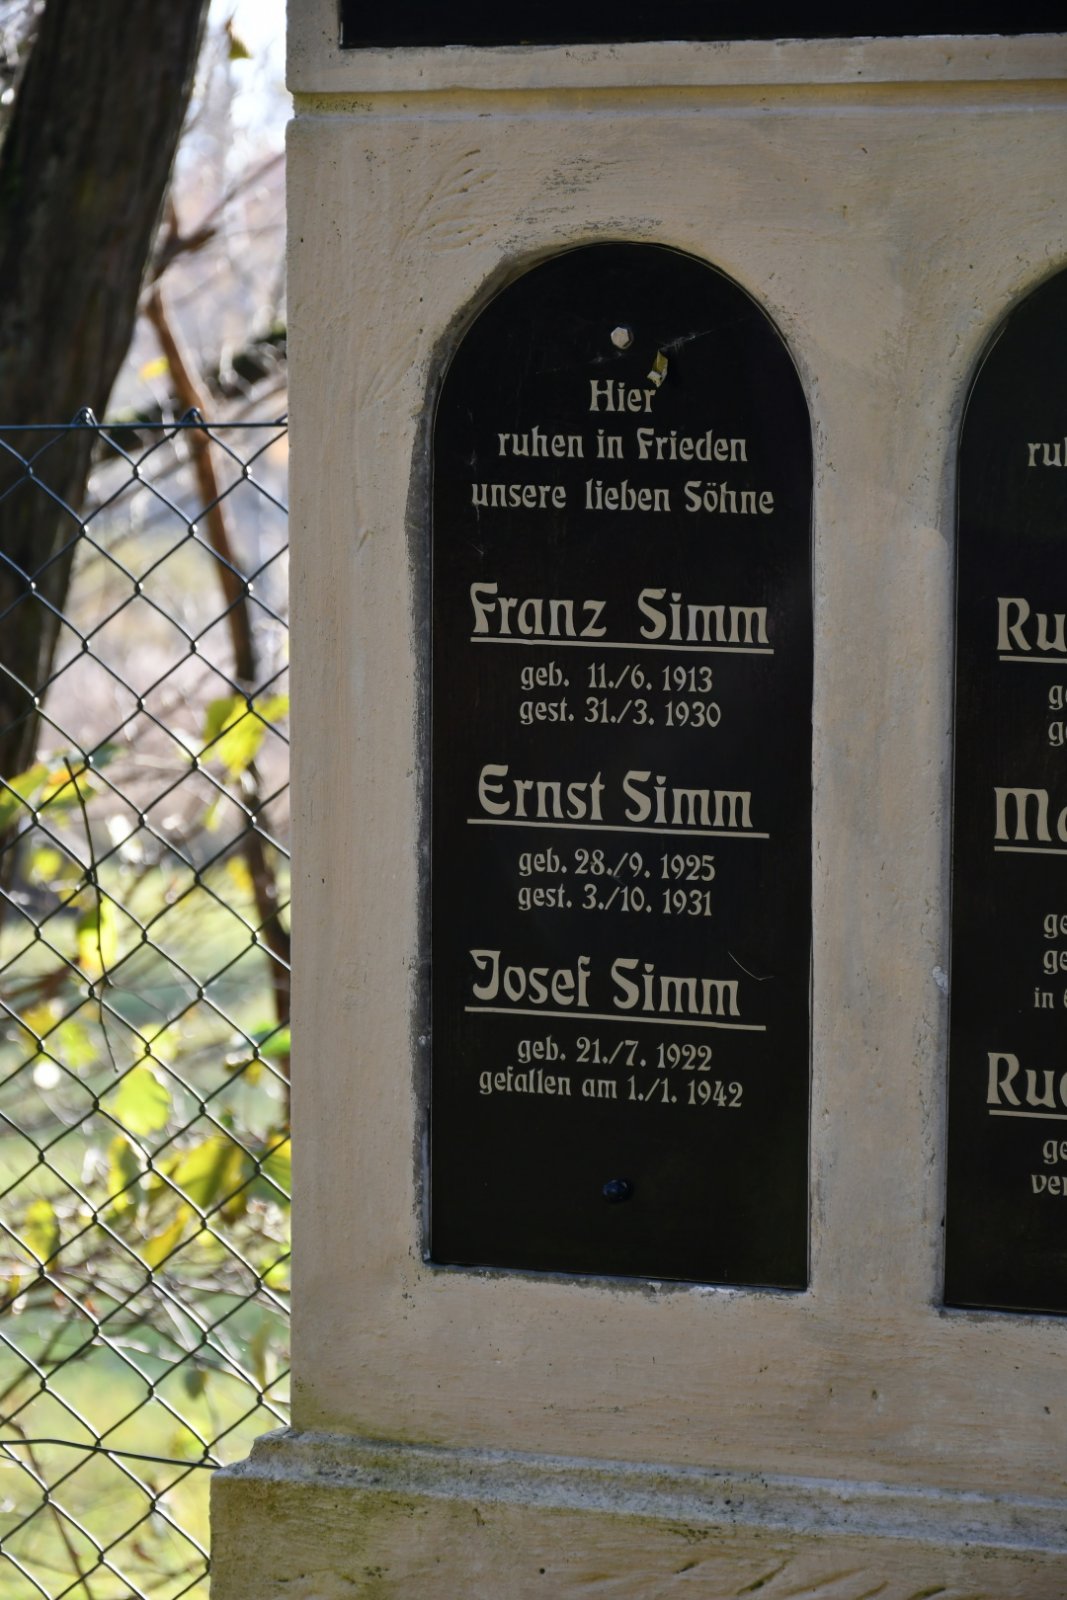 Hier
ruhen in Frieden
unsere lieben Söhne
Franz Simm
geb. 11./6. 1913
gest. 31./3. 1930
Ernst Simm
geb. 28./9. 1925
gest. 3./10. 1931
Josef Simm
geb. 21./7. 1922
gefallen am 1./1. 1942